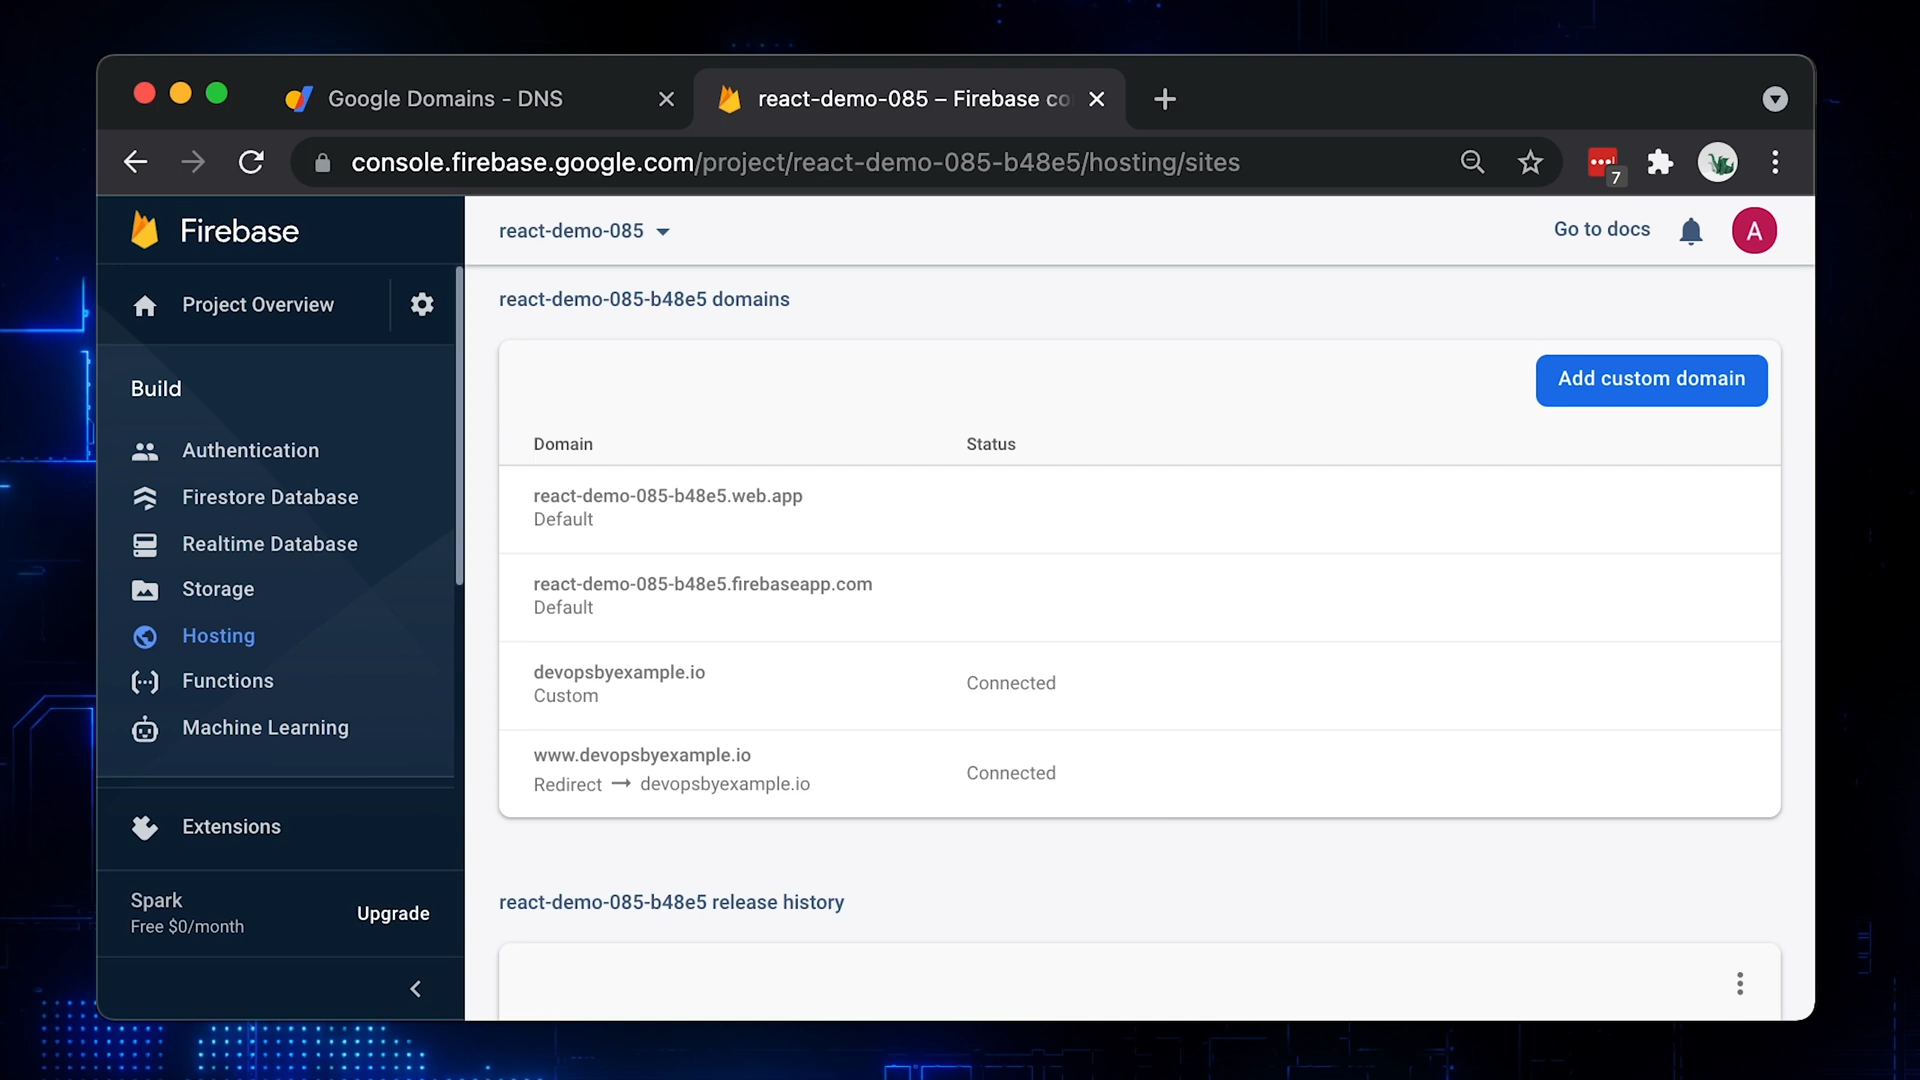 Google Domains - DNS
react-demo-085 – Firebase co
console.firebase.google.com/project/react-demo-085-b48e5/hosting/sites
7
Firebase
react-demo-085
Go to docs
A
Project Overview
react-demo-085-b48e5 domains
Build
Add custom domain
Authentication
Firestore Database
Realtime Database
Storage
Hosting
Functions
Machine Learning
Extensions
Spark
Free $0/month
Upgrade
Domain Status
react-demo-085-b48e5.web.app
Default
react-demo-085-b48e5.firebaseapp.com
Default
devopsbyexample.io
Custom
Connected
www.devopsbyexample.io
Redirect → devopsbyexample.io
Connected
react-demo-085-b48e5 release history